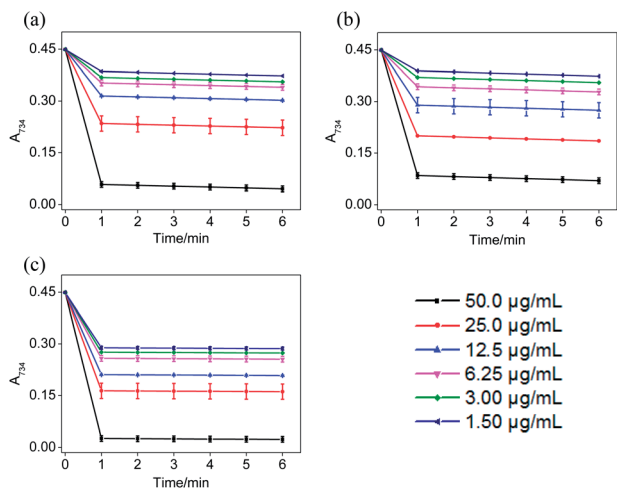 (a)
0.45
0.30
0.15
0.00
A734
0 1 2 3 4 5 6
Time/min
(b)
0.45
0.30
0.15
0.00
A734
0 1 2 3 4 5 6
Time/min
(c)
0.45
0.30
0.15
0.00
A734
0 1 2 3 4 5 6
Time/min
50.0 µg/mL
25.0 µg/mL
12.5 µg/mL
6.25 µg/mL
3.00 µg/mL
1.50 µg/mL